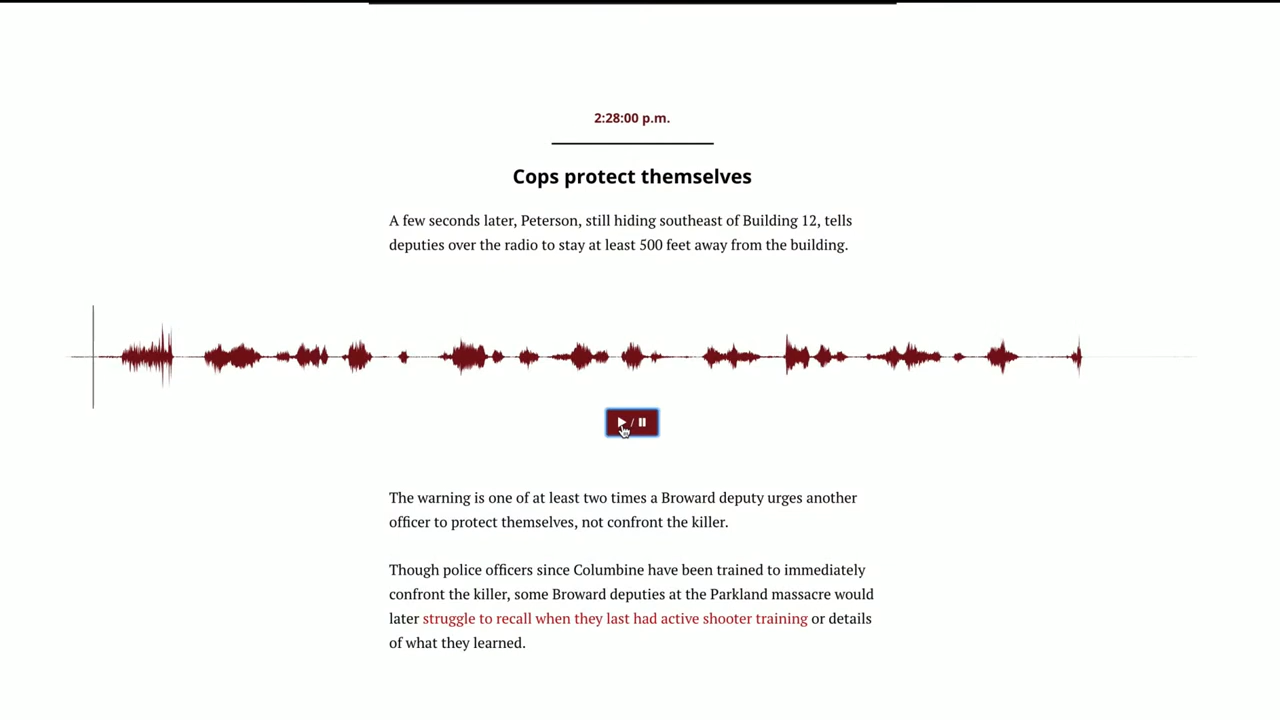 2:28:00 p.m.
Cops protect themselves
A few seconds later, Peterson, still hiding southeast of Building 12, tells
deputies over the radio to stay at least 500 feet away from the building.
/
The warning is one of at least two times a Broward deputy urges another
officer to protect themselves, not confront the killer.
Though police officers since Columbine have been trained to immediately
confront the killer, some Broward deputies at the Parkland massacre would
later struggle to recall when they last had active shooter training or details
of what they learned.